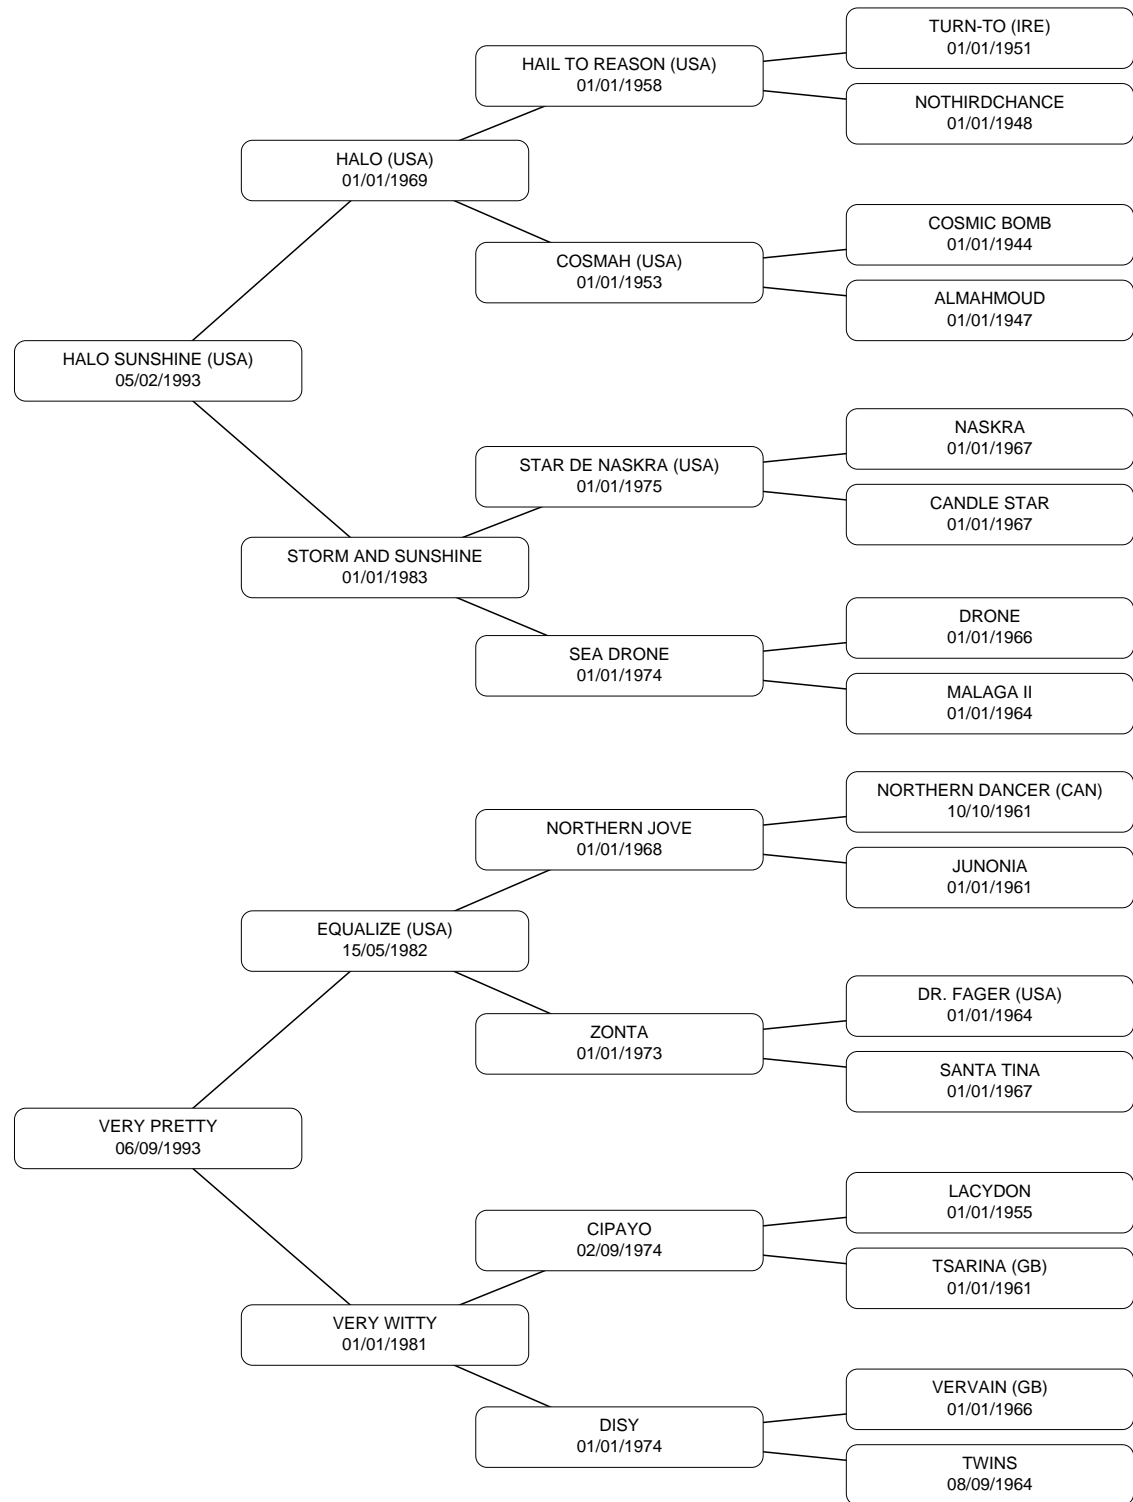 TURN-TO (IRE)
01/01/1951
HAIL TO REASON (USA)
01/01/1958
NOTHIRDCHANCE
01/01/1948
HALO (USA)
01/01/1969
COSMIC BOMB
01/01/1944
COSMAH (USA)
01/01/1953
ALMAHMOUD
01/01/1947
HALO SUNSHINE (USA)
05/02/1993
NASKRA
01/01/1967
STAR DE NASKRA (USA)
01/01/1975
CANDLE STAR
01/01/1967
STORM AND SUNSHINE
01/01/1983
DRONE
01/01/1966
SEA DRONE
01/01/1974
MALAGA II
01/01/1964
NORTHERN DANCER (CAN)
10/10/1961
NORTHERN JOVE
01/01/1968
JUNONIA
01/01/1961
EQUALIZE (USA)
15/05/1982
DR. FAGER (USA)
01/01/1964
ZONTA
01/01/1973
SANTA TINA
01/01/1967
VERY PRETTY
06/09/1993
LACYDON
01/01/1955
CIPAYO
02/09/1974
TSARINA (GB)
01/01/1961
VERY WITTY
01/01/1981
VERVAIN (GB)
01/01/1966
DISY
01/01/1974
TWINS
08/09/1964